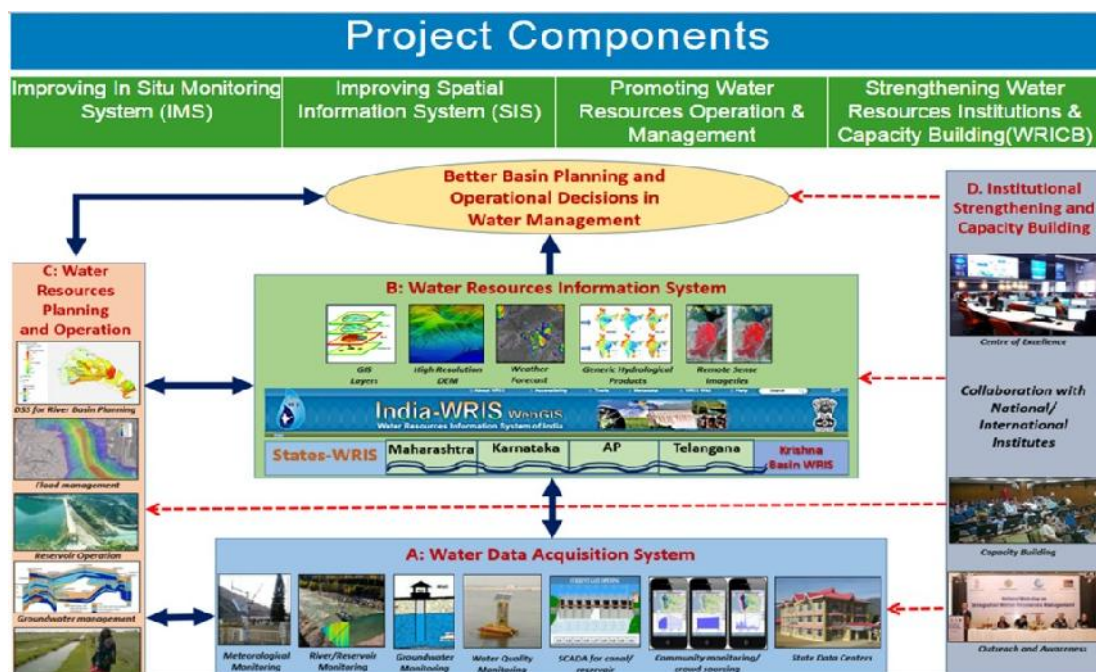 Project Components
Improving In Situ Monitoring
System (IMS)
Improving Spatial
Information System (SIS)
Promoting Water
Resources Operation &
Management
Strengthening Water
Resources Institutions &
Capacity Building(WRICB)
Better Basin Planning and
Operational Decisions in
Water Management
D. Institutional
Strengthening and
Capacity Building
Centre of Excellence
Collaboration with
National/
International
Institutes
Capacity Building
Outreach and Awareness
C: Water
Resources
Planning
and Operation
DSS for River Basin Planning
Flood management
Reservoir Operation
Groundwater management
B: Water Resources Information System
GIS
Layers
High Resolution
DEM
Weather
Forecast
Generic Hydrological
Products
Remote Sense
Imageries
India-WRIS WebGIS
Water Resources Information System of India
States-WRIS
Maharashtra
Karnataka
AP
Telangana
Krishna
Basin WRIS
A: Water Data Acquisition System
Meteorological
Monitoring
River/Reservoir
Monitoring
Groundwater
Monitoring
Water Quality
Monitoring
SCADA for canal/
reservoir
Community monitoring/
crowd sourcing
State Data Centers